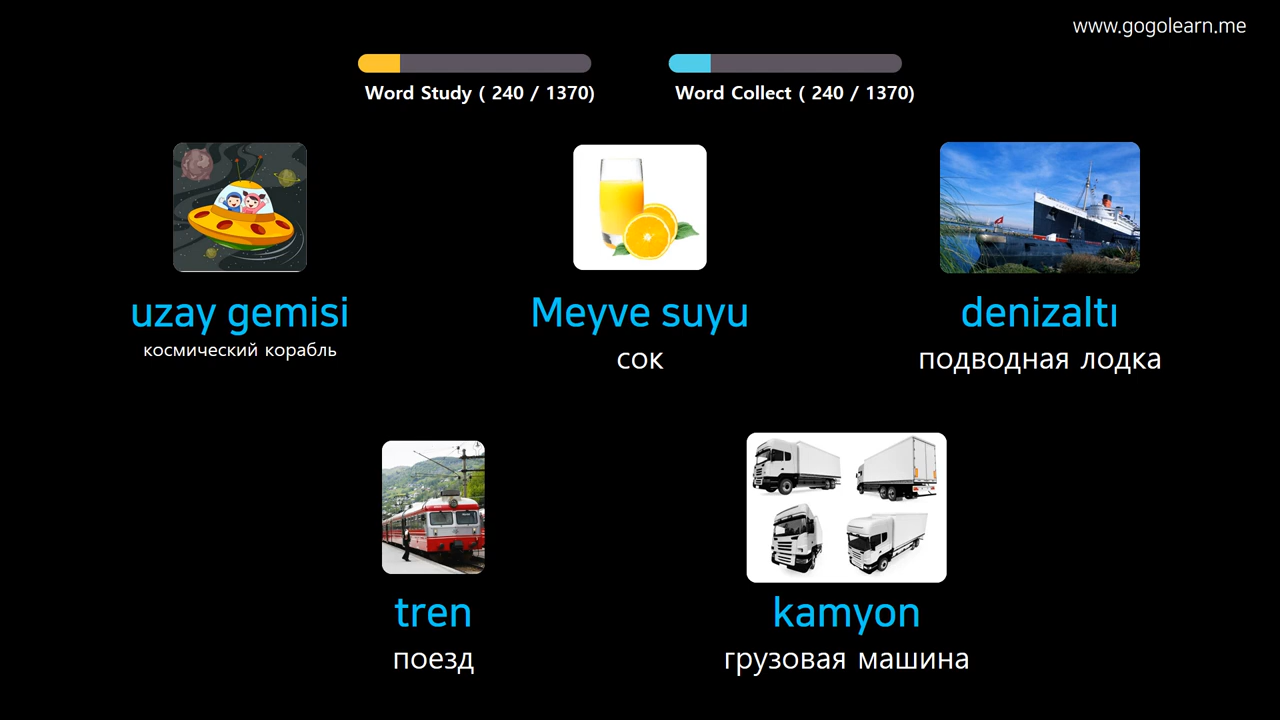 www.gogolearn.me
Word Study ( 240 / 1370)
Word Collect ( 240 / 1370)
uzay gemisi
космический корабль
Meyve suyu
сок
denizaltı
подводная лодка
tren
поезд
kamyon
грузовая машина